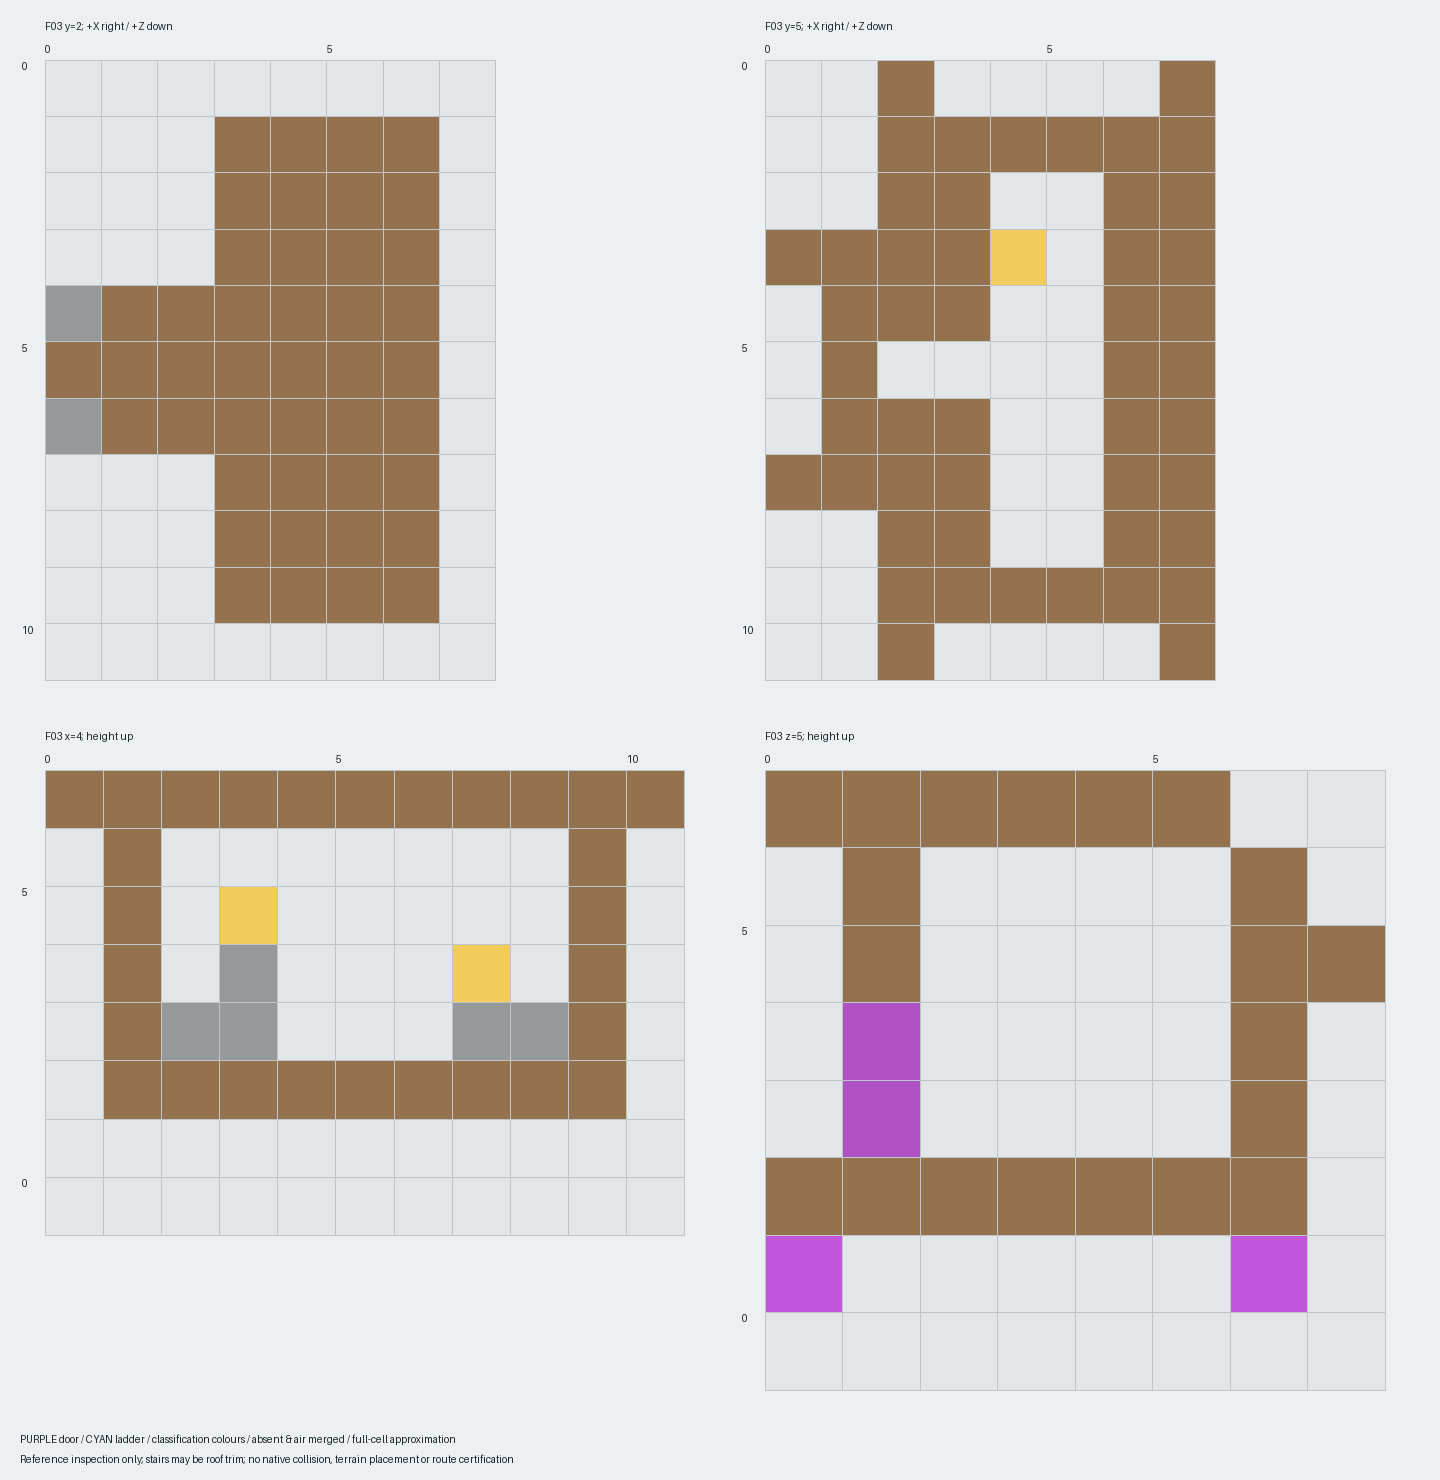 F03 y=2; +X right / +Z down
F03 y=5; +X right / +Z down
0 5
0 5
0
0
5
5
10
10
F03 x=4; height up
F03 z=5; height up
0 5 10
0 5
5
5
0
0
PURPLE door / CYAN ladder / classification colours / absent & air merged / full-cell approximation
Reference inspection only; stairs may be roof trim; no native collision, terrain placement or route certification